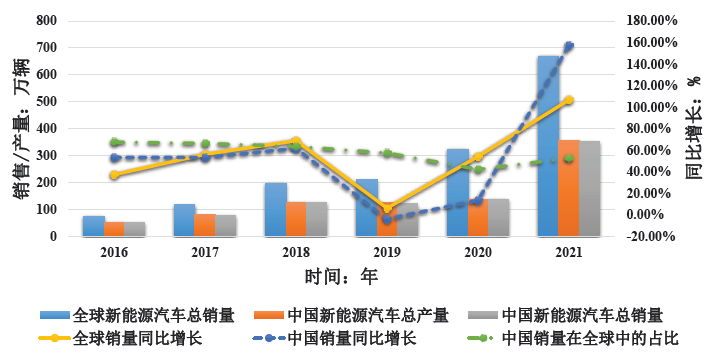 800 180.00%
700 160.00%
600 140.00%
500 120.00%
400 100.00%
300 80.00%
200 60.00%
100 40.00%
0 20.00%
0.00%
-20.00%
销售/产量：万辆
同比增长：%
2016 2017 2018 2019 2020 2021
时间：年
全球新能源汽车总销量 中国新能源汽车总产量 中国新能源汽车总销量
全球销量同比增长 中国销量同比增长 中国销量在全球中的占比